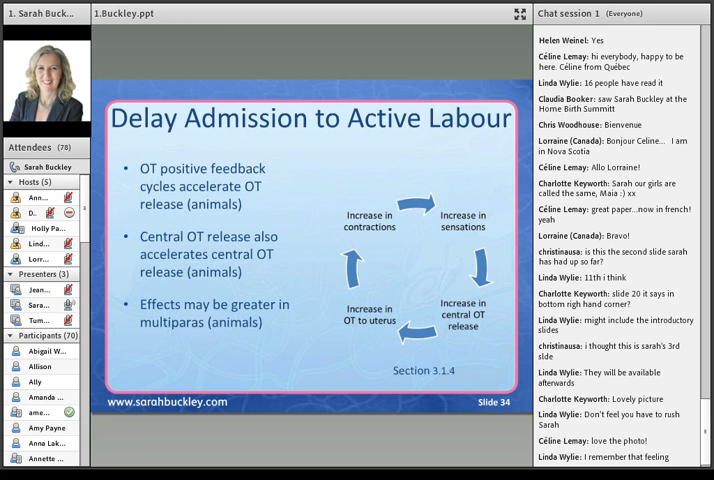 1. Sarah Buck...
1.Buckley.ppt
Chat session 1 (Everyone)
Attendees (78)
Sarah Buckley
Hosts (5)
Ann...
D..
Holly Pa...
Lind...
Lorr...
Presenters (3)
Jean...
Sara...
Tum...
Participants (70)
Abigail W...
Allison
Ally
Amanda ...
ame...
Amy Payne
Anna Lak...
Annette ...
Delay Admission to Active Labour
• OT positive feedback
cycles accelerate OT
release (animals)
• Central OT release also
accelerates central OT
release (animals)
• Effects may be greater in
multiparas (animals)
Increase in
contractions
Increase in
sensations
Increase in
central OT
release
Increase in
OT to uterus
Section 3.1.4
www.sarahbuckley.com
Slide 34
Helen Weinel: Yes
Céline Lemay: hi everybody, happy to
be here. Céline from Québec
Linda Wylie: 16 people have read it
Claudia Booker: saw Sarah Buckley at the
Home Birth Summitt
Chris Woodhouse: Bienvenue
Lorraine (Canada): Bonjour Celine... I am
in Nova Scotia
Céline Lemay: Allo Lorraine!
Charlotte Keyworth: Sarah our girls are
called the same, Maia :) xx
Céline Lemay: great paper...now in french!
yeah
Lorraine (Canada): Bravo!
christinausa: is this the second slide sarah
has had up so far?
Linda Wylie: 11th i think
Charlotte Keyworth: slide 20 it says in
bottom righ hand corner?
Linda Wylie: might include the introductory
slides
christinausa: i thought this is sarah's 3rd
slde
Linda Wylie: They will be available
afterwards
Charlotte Keyworth: Lovely picture
Linda Wylie: Don't feel you have to rush
Sarah
Céline Lemay: love the photo!
Linda Wylie: I remember that feeling